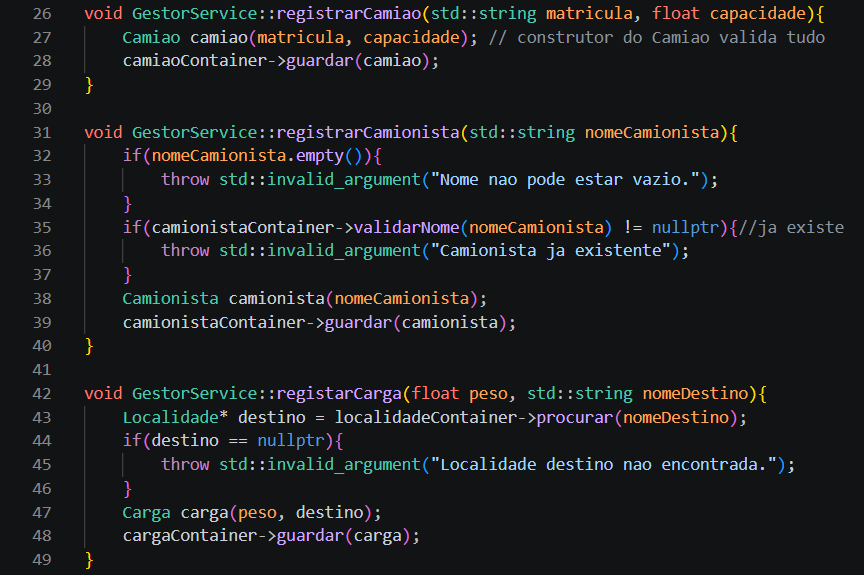 26 void GestorService::registrarCamiao(std::string matricula, float capacidade){
27     Camiao camiao(matricula, capacidade); // construtor do Camiao valida tudo
28     camiaoContainer->guardar(camiao);
29 }
30
31 void GestorService::registrarCamionista(std::string nomeCamionista){
32     if(nomeCamionista.empty()){
33         throw std::invalid_argument("Nome nao pode estar vazio.");
34     }
35     if(camionistaContainer->validarNome(nomeCamionista) != nullptr){//ja existe
36         throw std::invalid_argument("Camionista ja existente");
37     }
38     Camionista camionista(nomeCamionista);
39     camionistaContainer->guardar(camionista);
40 }
41
42 void GestorService::registarCarga(float peso, std::string nomeDestino){
43     Localidade* destino = localidadeContainer->procurar(nomeDestino);
44     if(destino == nullptr){
45         throw std::invalid_argument("Localidade destino nao encontrada.");
46     }
47     Carga carga(peso, destino);
48     cargaContainer->guardar(carga);
49 }